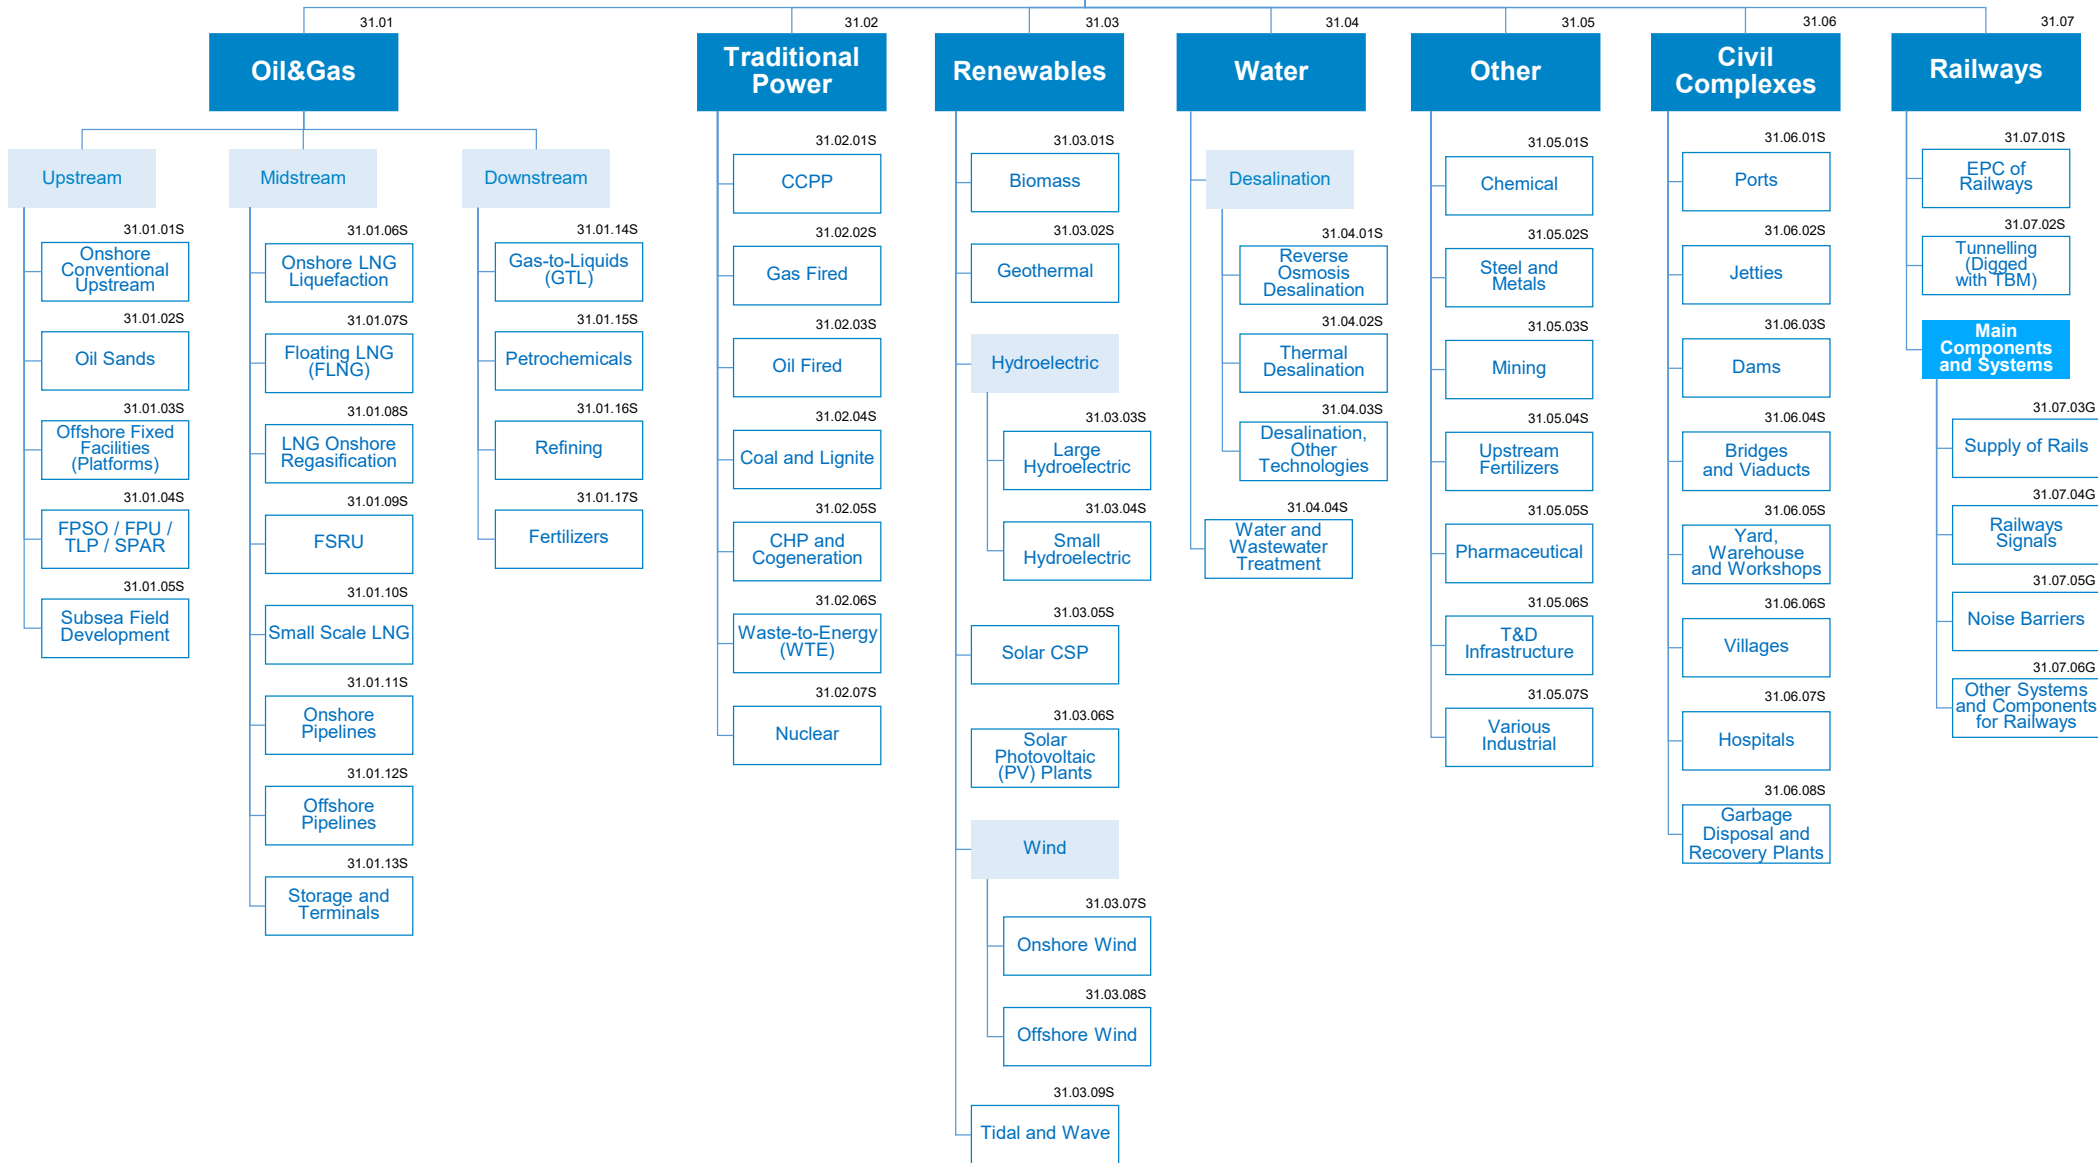 31.01
Oil&Gas
Upstream
31.01.01S
Onshore
Conventional
Upstream
31.01.02S
Oil Sands
31.01.03S
Offshore Fixed
Facilities
(Platforms)
31.01.04S
FPSO / FPU /
TLP / SPAR
31.01.05S
Subsea Field
Development
Midstream
31.01.06S
Onshore LNG
Liquefaction
31.01.07S
Floating LNG
(FLNG)
31.01.08S
LNG Onshore
Regasification
31.01.09S
FSRU
31.01.10S
Small Scale LNG
31.01.11S
Onshore
Pipelines
31.01.12S
Offshore
Pipelines
31.01.13S
Storage and
Terminals
Downstream
31.01.14S
Gas-to-Liquids
(GTL)
31.01.15S
Petrochemicals
31.01.16S
Refining
31.01.17S
Fertilizers
31.02
Traditional
Power
31.02.01S
CCPP
31.02.02S
Gas Fired
31.02.03S
Oil Fired
31.02.04S
Coal and Lignite
31.02.05S
CHP and
Cogeneration
31.02.06S
Waste-to-Energy
(WTE)
31.02.07S
Nuclear
31.03
Renewables
31.03.01S
Biomass
31.03.02S
Geothermal
Hydroelectric
31.03.03S
Large
Hydroelectric
31.03.04S
Small
Hydroelectric
31.03.05S
Solar CSP
31.03.06S
Solar
Photovoltaic
(PV) Plants
Wind
31.03.07S
Onshore Wind
31.03.08S
Offshore Wind
31.03.09S
Tidal and Wave
31.04
Water
Desalination
31.04.01S
Reverse
Osmosis
Desalination
31.04.02S
Thermal
Desalination
31.04.03S
Desalination,
Other
Technologies
31.04.04S
Water and
Wastewater
Treatment
31.05
Other
31.05.01S
Chemical
31.05.02S
Steel and
Metals
31.05.03S
Mining
31.05.04S
Upstream
Fertilizers
31.05.05S
Pharmaceutical
31.05.06S
T&D
Infrastructure
31.05.07S
Various
Industrial
31.06
Civil
Complexes
31.06.01S
Ports
31.06.02S
Jetties
31.06.03S
Dams
31.06.04S
Bridges
and Viaducts
31.06.05S
Yard,
Warehouse
and Workshops
31.06.06S
Villages
31.06.07S
Hospitals
31.06.08S
Garbage
Disposal and
Recovery Plants
31.07
Railways
31.07.01S
EPC of
Railways
31.07.02S
Tunnelling
(Digged
with TBM)
Main
Components
and Systems
31.07.03G
Supply of Rails
31.07.04G
Railways
Signals
31.07.05G
Noise Barriers
31.07.06G
Other Systems
and Components
for Railways